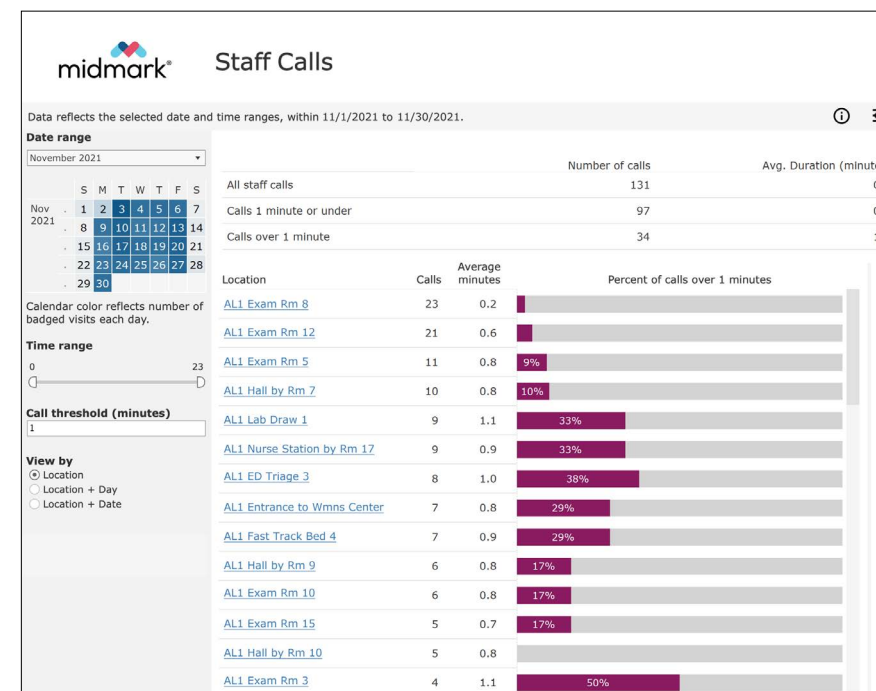 midmark®
Staff Calls
Data reflects the selected date and time ranges, within 11/1/2021 to 11/30/2021.
Date range
November 2021
S M T W T F S
Nov 2021
1 2 3 4 5 6 7
8 9 10 11 12 13 14
15 16 17 18 19 20 21
22 23 24 25 26 27 28
29 30
Calendar color reflects number of
badged visits each day.
Time range
0 23
Call threshold (minutes)
1
View by
Location
Location + Day
Location + Date
Number of calls Avg. Duration
All staff calls 131
Calls 1 minute or under 97
Calls over 1 minute 34
Location Calls Average minutes Percent of calls over 1 minutes
AL1 Exam Rm 8 23 0.2
AL1 Exam Rm 12 21 0.6
AL1 Exam Rm 5 11 0.8 9%
AL1 Hall by Rm 7 10 0.8 10%
AL1 Lab Draw 1 9 1.1 33%
AL1 Nurse Station by Rm 17 9 0.9 33%
AL1 ED Triage 3 8 1.0 38%
AL1 Entrance to Wmns Center 7 0.8 29%
AL1 Fast Track Bed 4 7 0.9 29%
AL1 Hall by Rm 9 6 0.8 17%
AL1 Exam Rm 10 6 0.8 17%
AL1 Exam Rm 15 5 0.7 17%
AL1 Hall by Rm 10 5 0.8
AL1 Exam Rm 3 4 1.1 50%